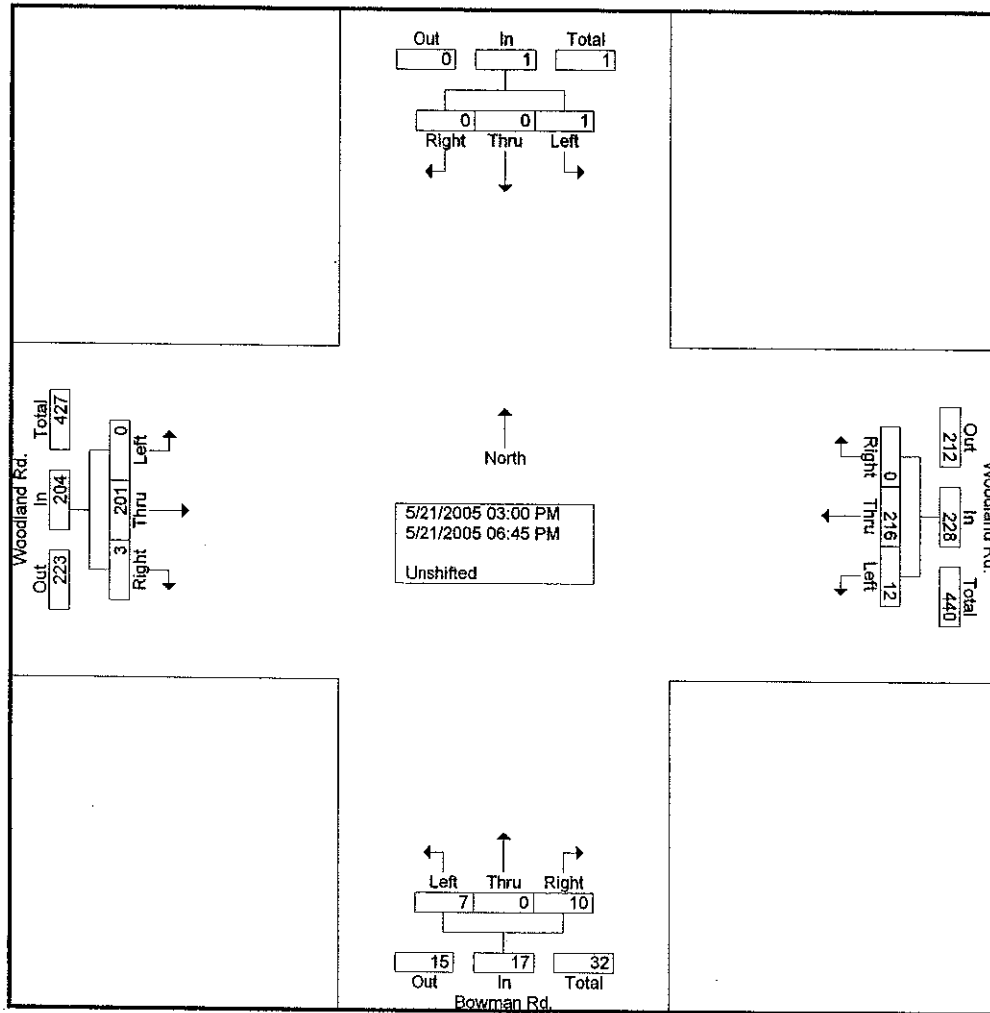 Out In Total
0 1 1
0 0 1
Right Thru Left
Woodland Rd.
Out In Total
223 204 427
3 201 0
Right Thru Left
North
5/21/2005 03:00 PM
5/21/2005 06:45 PM
Unshifted
Right Thru Left
0 216 12
Out In Total
212 228 440
Woodland Rd.
Left Thru Right
7 0 10
15 17 32
Out In Total
Bowman Rd.